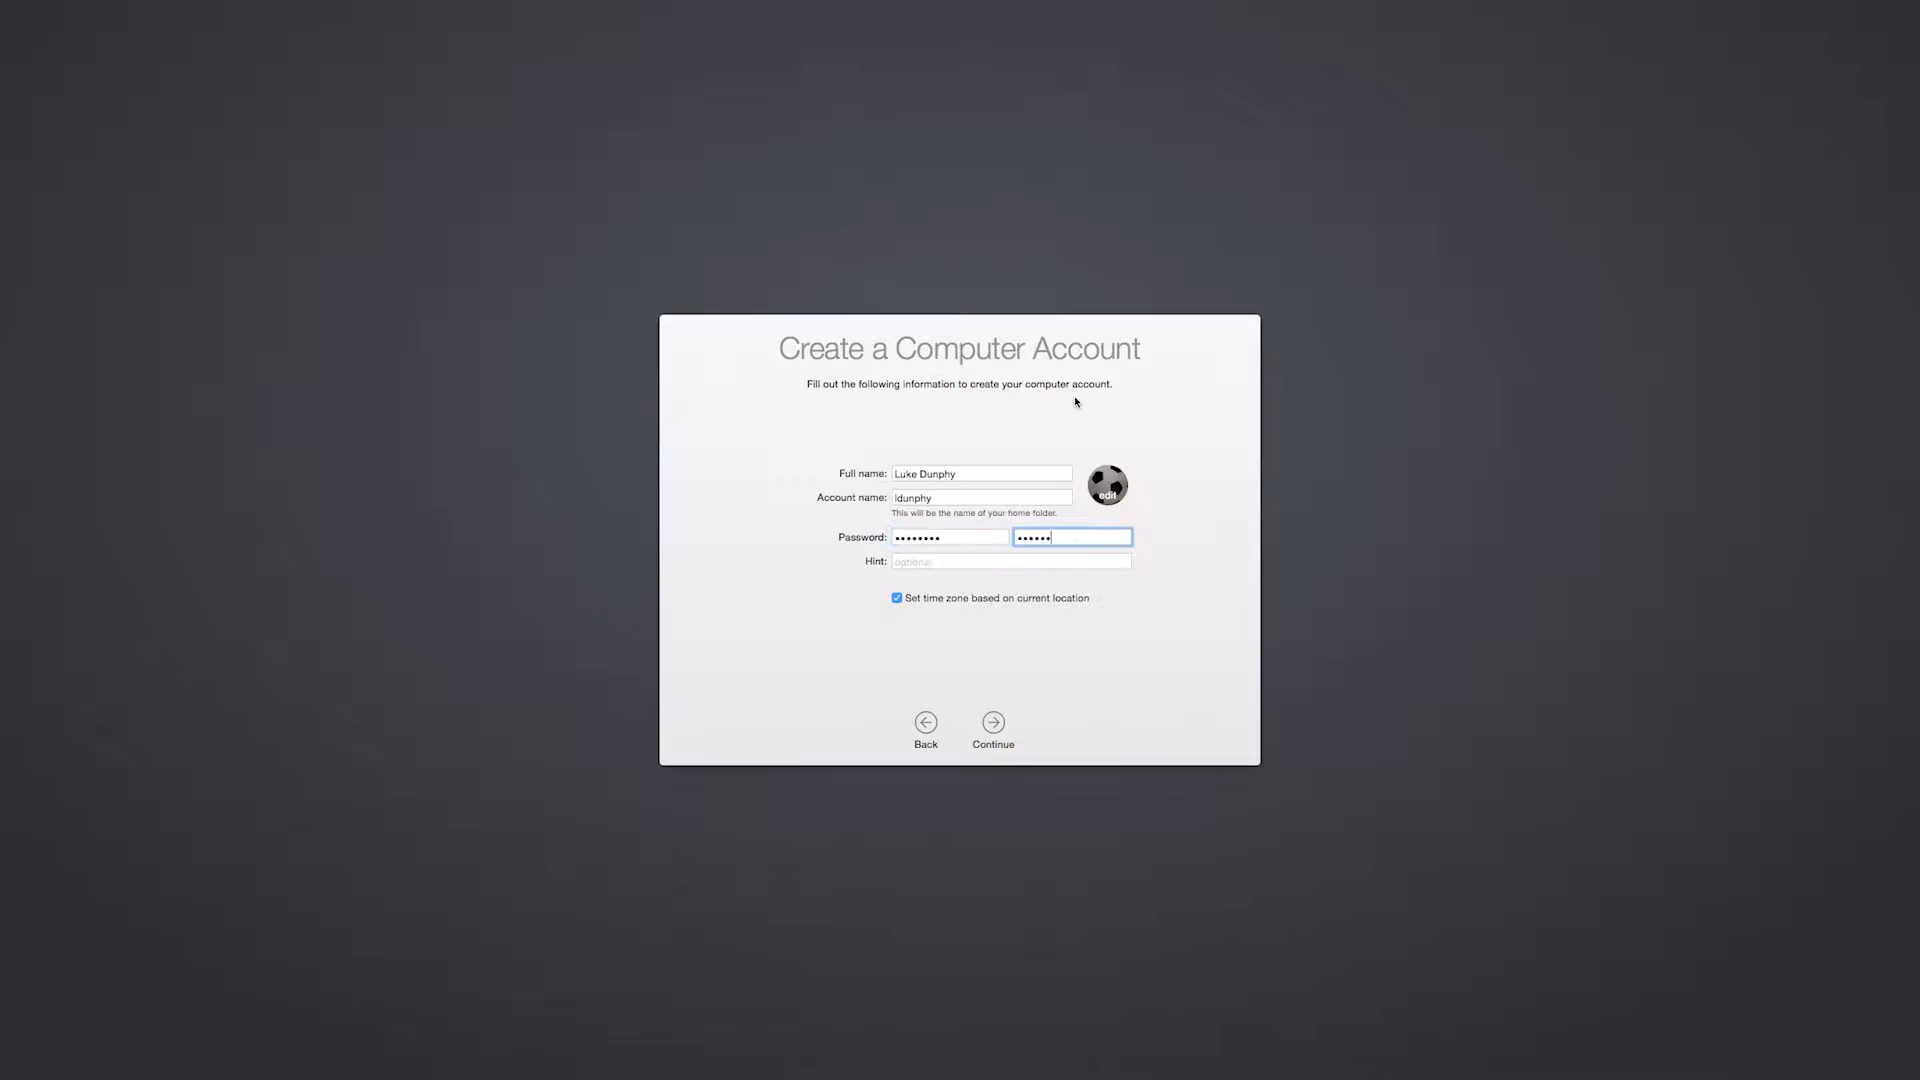 Create a Computer Account
Fill out the following information to create your computer account.
Full name: Luke Dunphy
edit
Account name: ldunphy
This will be the name of your home folder.
Password: •••••••• ••••••
Hint: optional
Set time zone based on current location
Back Continue